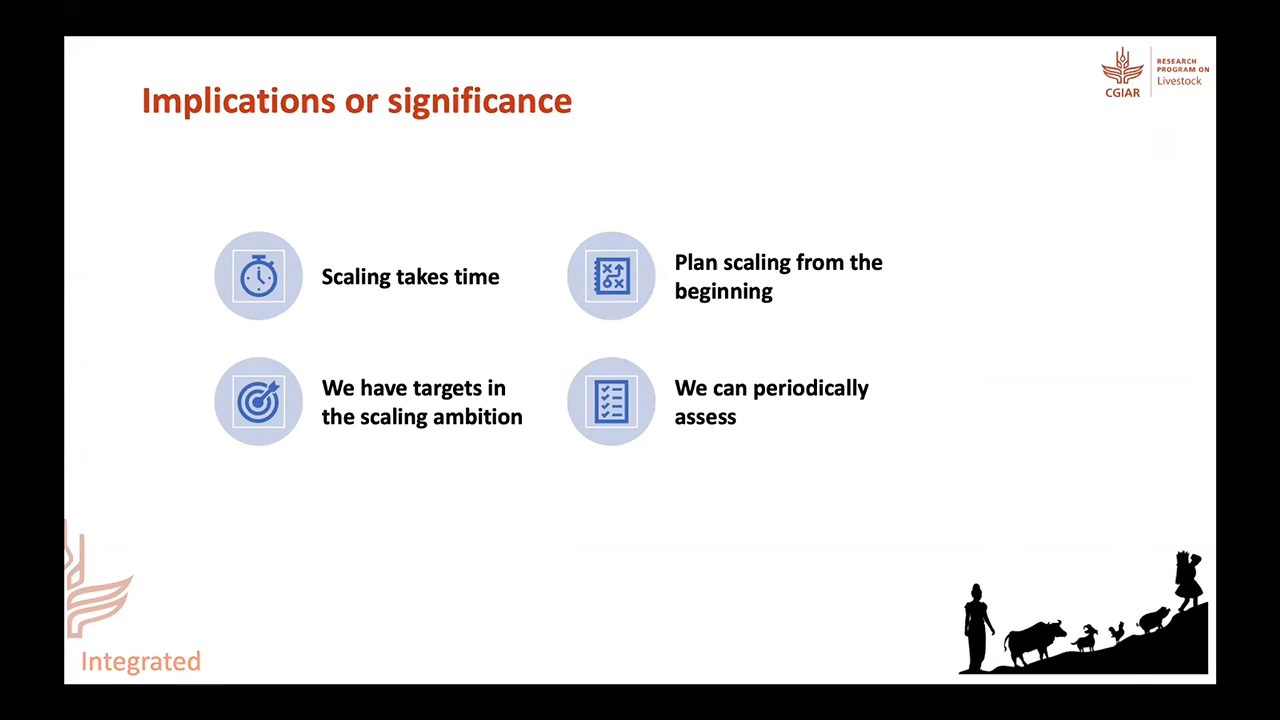 Implications or significance
CGIAR
RESEARCH
PROGRAM ON
Livestock
Scaling takes time
Plan scaling from the
beginning
We have targets in
the scaling ambition
We can periodically
assess
Integrated